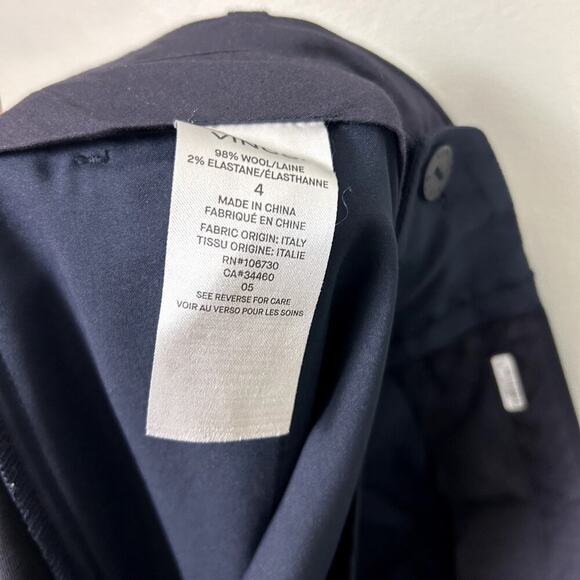 98% WOOL/LAINE
2% ELASTANE/ÉLASTHANNE
4
MADE IN CHINA
FABRIQUÉ EN CHINE
FABRIC ORIGIN: ITALY
TISSU ORIGINE: ITALIE
RN#106730
CA#34460
05
SEE REVERSE FOR CARE
VOIR AU VERSO POUR LES SOINS